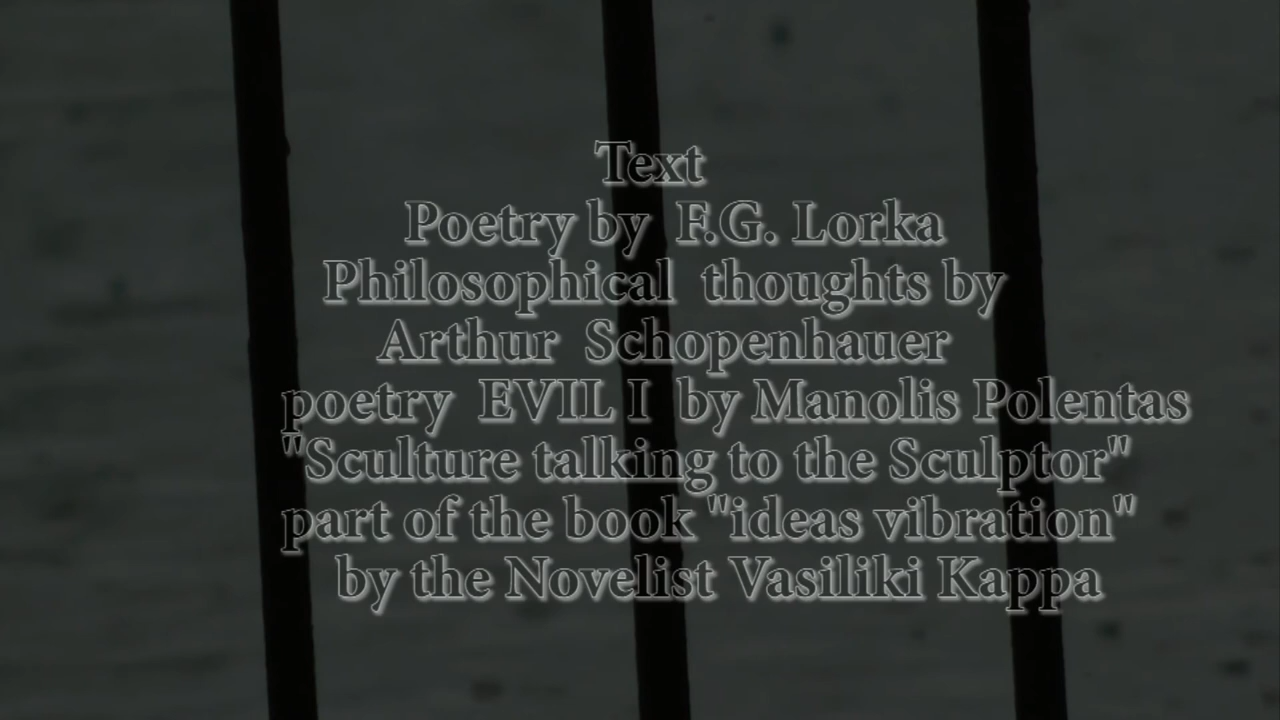 Text
Poetry by F.G. Lorka
Philosophical thoughts by
Arthur Schopenhauer
poetry EVIL I by Manolis Polentas
"Sculture talking to the Sculptor"
part of the book "ideas vibration"
by the Novelist Vasiliki Kappa